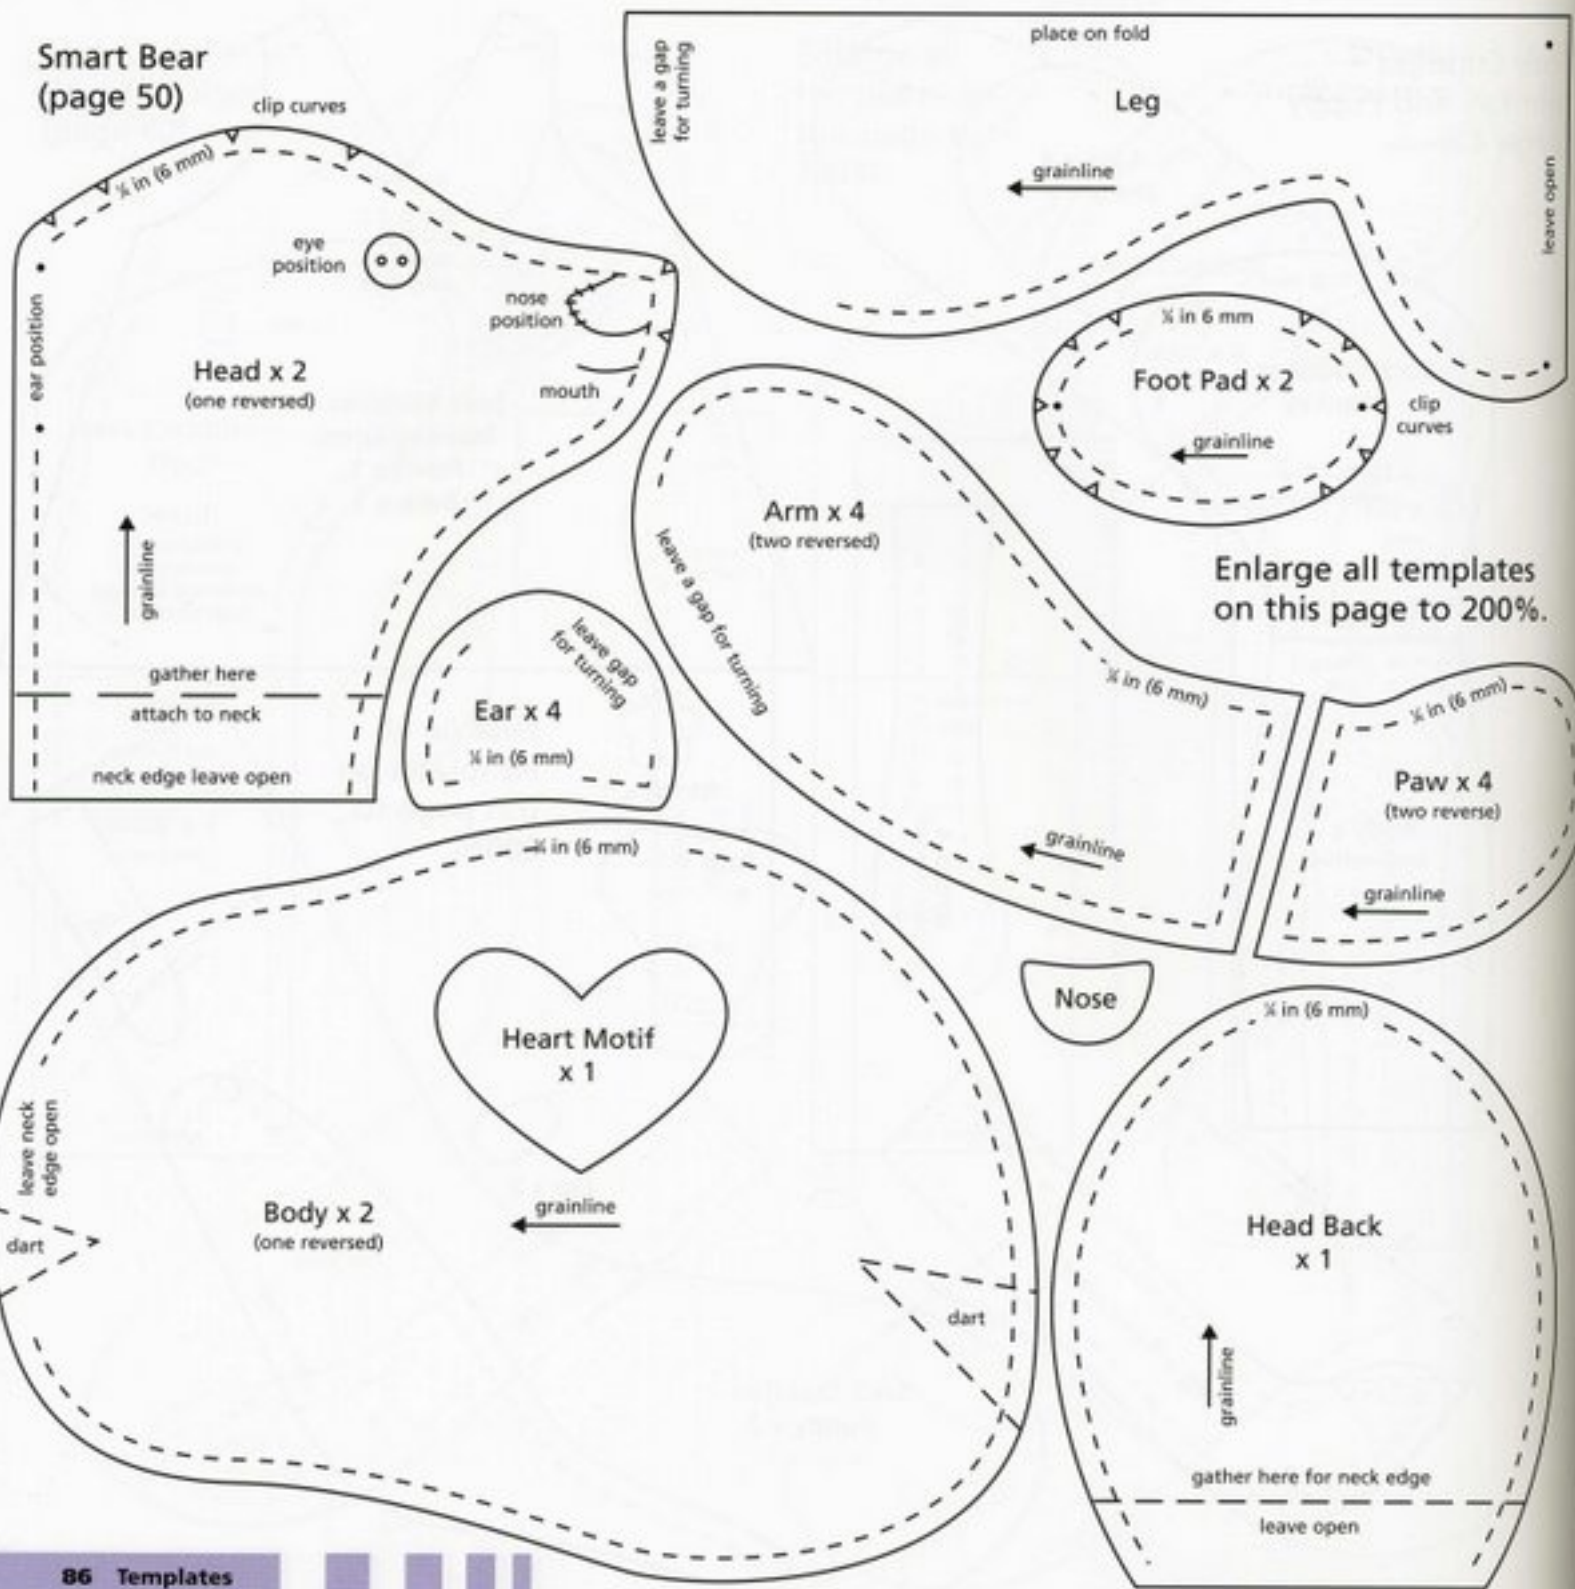 Smart Bear
(page 50)
clip curves
¼ in (6 mm)
eye
position
nose
position
mouth
ear position
Head x 2
(one reversed)
grainline
gather here
attach to neck
neck edge leave open
leave a gap
for turning
place on fold
Leg
grainline
leave open
¼ in 6 mm
Foot Pad x 2
grainline
clip
curves
Arm x 4
(two reversed)
leave a gap for turning
¼ in (6 mm)
grainline
Enlarge all templates
on this page to 200%.
leave gap
for turning
Ear x 4
¼ in (6 mm)
¼ in (6 mm)
Paw x 4
(two reverse)
grainline
¼ in (6 mm)
Heart Motif
x 1
leave neck
edge open
dart
Body x 2
(one reversed)
grainline
dart
Nose
¼ in (6 mm)
Head Back
x 1
grainline
gather here for neck edge
leave open
86 Templates